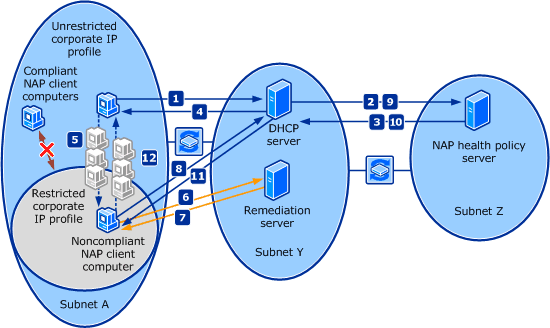 Unrestricted
corporate IP
profile
Compliant
NAP client
computers
1
2
9
4
3
10
DHCP
server
NAP health policy
server
5
12
8
11
Restricted
corporate
IP profile
6
7
Noncompliant
NAP client
computer
Remediation
server
Subnet A
Subnet Y
Subnet Z